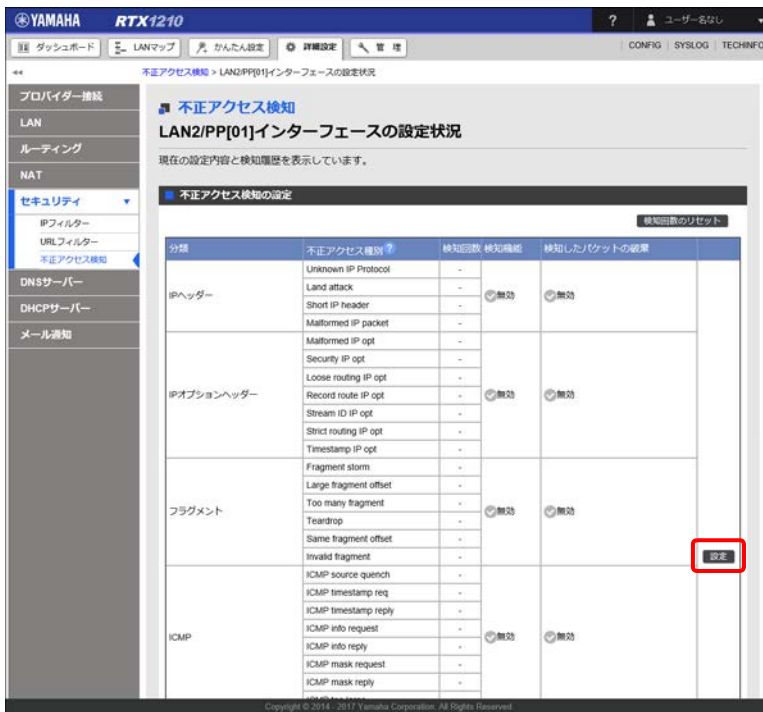 YAMAHA RTX1210 ? ユーザー名なし
ダッシュボード LANマップ かんたん設定 詳細設定 管理 CONFIG SYSLOG TECHINFO
不正アクセス検知 > LAN2/PP[01]インターフェースの設定状況
プロバイダー接続
LAN
ルーティング
NAT
セキュリティ
IPフィルター
URLフィルター
不正アクセス検知
DNSサーバー
DHCPサーバー
メール通知
不正アクセス検知
LAN2/PP[01]インターフェースの設定状況
現在の設定内容と検知履歴を表示しています。
不正アクセス検知の設定
検知回数のリセット
分類 不正アクセス種別 ? 検知回数 検知機能 検知したパケットの破棄
IPヘッダー
Unknown IP Protocol -
Land attack -
Short IP header -
Malformed IP packet -
無効 無効
IPオプションヘッダー
Malformed IP opt -
Security IP opt -
Loose routing IP opt -
Record route IP opt -
Stream ID IP opt -
Strict routing IP opt -
Timestamp IP opt -
無効 無効
フラグメント
Fragment storm -
Large fragment offset -
Too many fragment -
Teardrop -
Same fragment offset -
Invalid fragment -
無効 無効
設定
ICMP
ICMP source quench -
ICMP timestamp req -
ICMP timestamp reply -
ICMP info request -
ICMP info reply -
ICMP mask request -
ICMP mask reply -
無効 無効
Copyright © 2014 - 2017 Yamaha Corporation. All Rights Reserved.